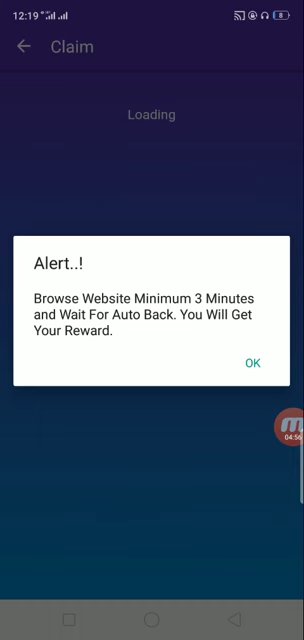 12:19
8
Claim
Loading
Alert..!
Browse Website Minimum 3 Minutes
and Wait For Auto Back. You Will Get
Your Reward.
OK
04:56